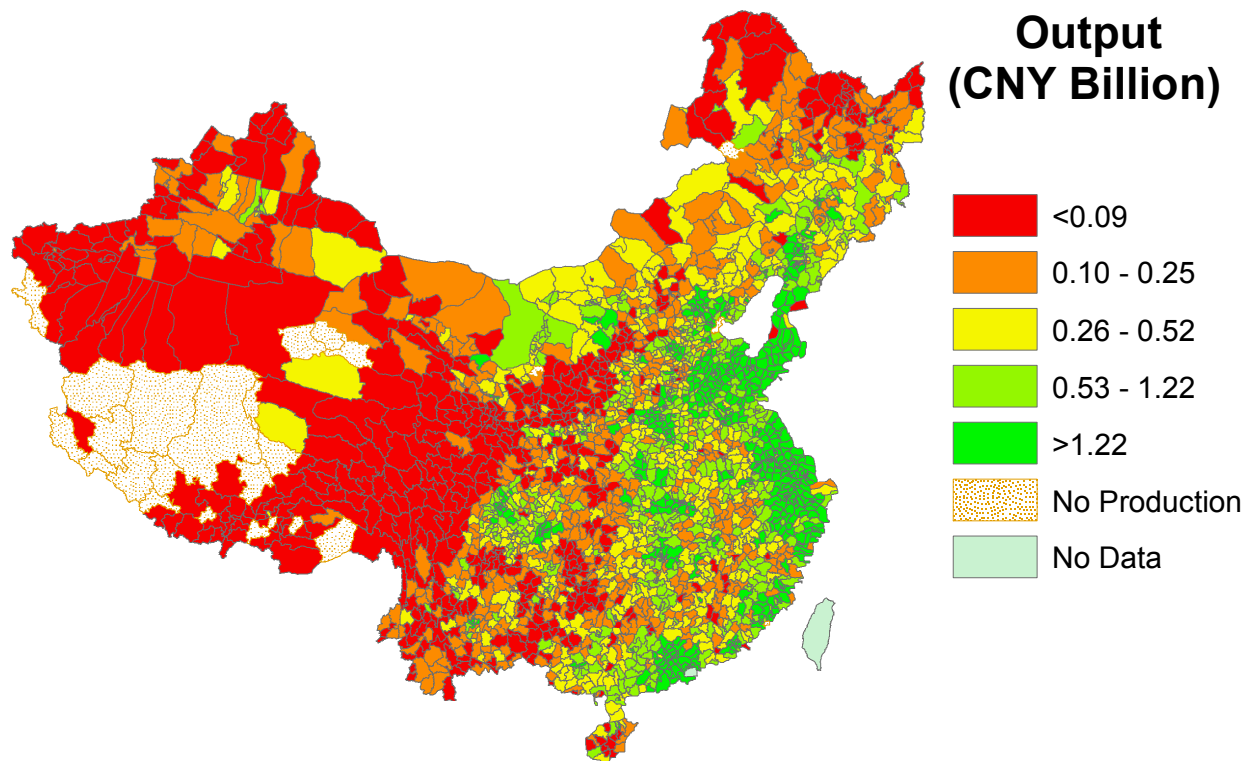 Output
(CNY Billion)
<0.09
0.10 - 0.25
0.26 - 0.52
0.53 - 1.22
>1.22
No Production
No Data